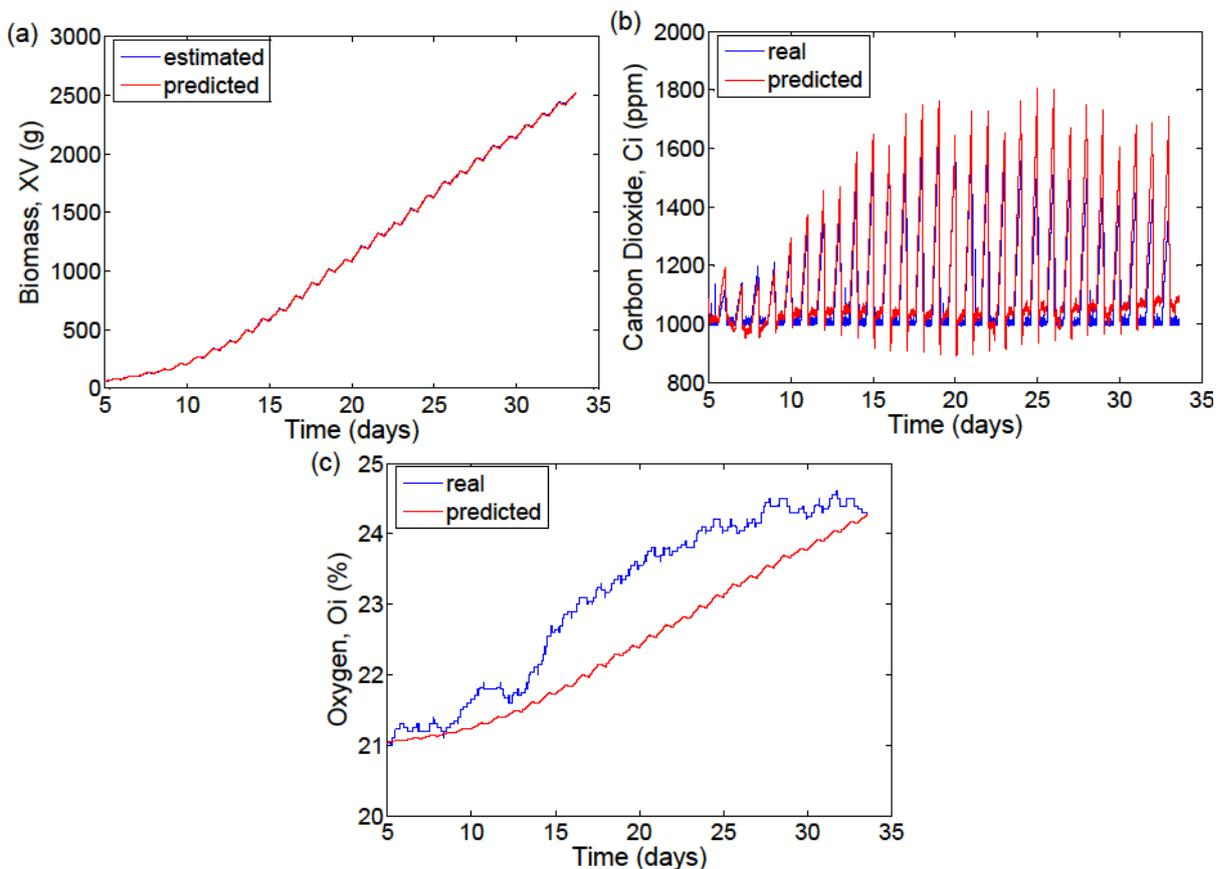 (a)
3000
2500
2000
1500
1000
500
0
Biomass, XV (g)
estimated
predicted
5 10 15 20 25 30 35
Time (days)
(b)
2000
1800
1600
1400
1200
1000
800
Carbon Dioxide, Ci (ppm)
real
predicted
5 10 15 20 25 30 35
Time (days)
(c)
25
24
23
22
21
20
Oxygen, Oi (%)
real
predicted
5 10 15 20 25 30 35
Time (days)